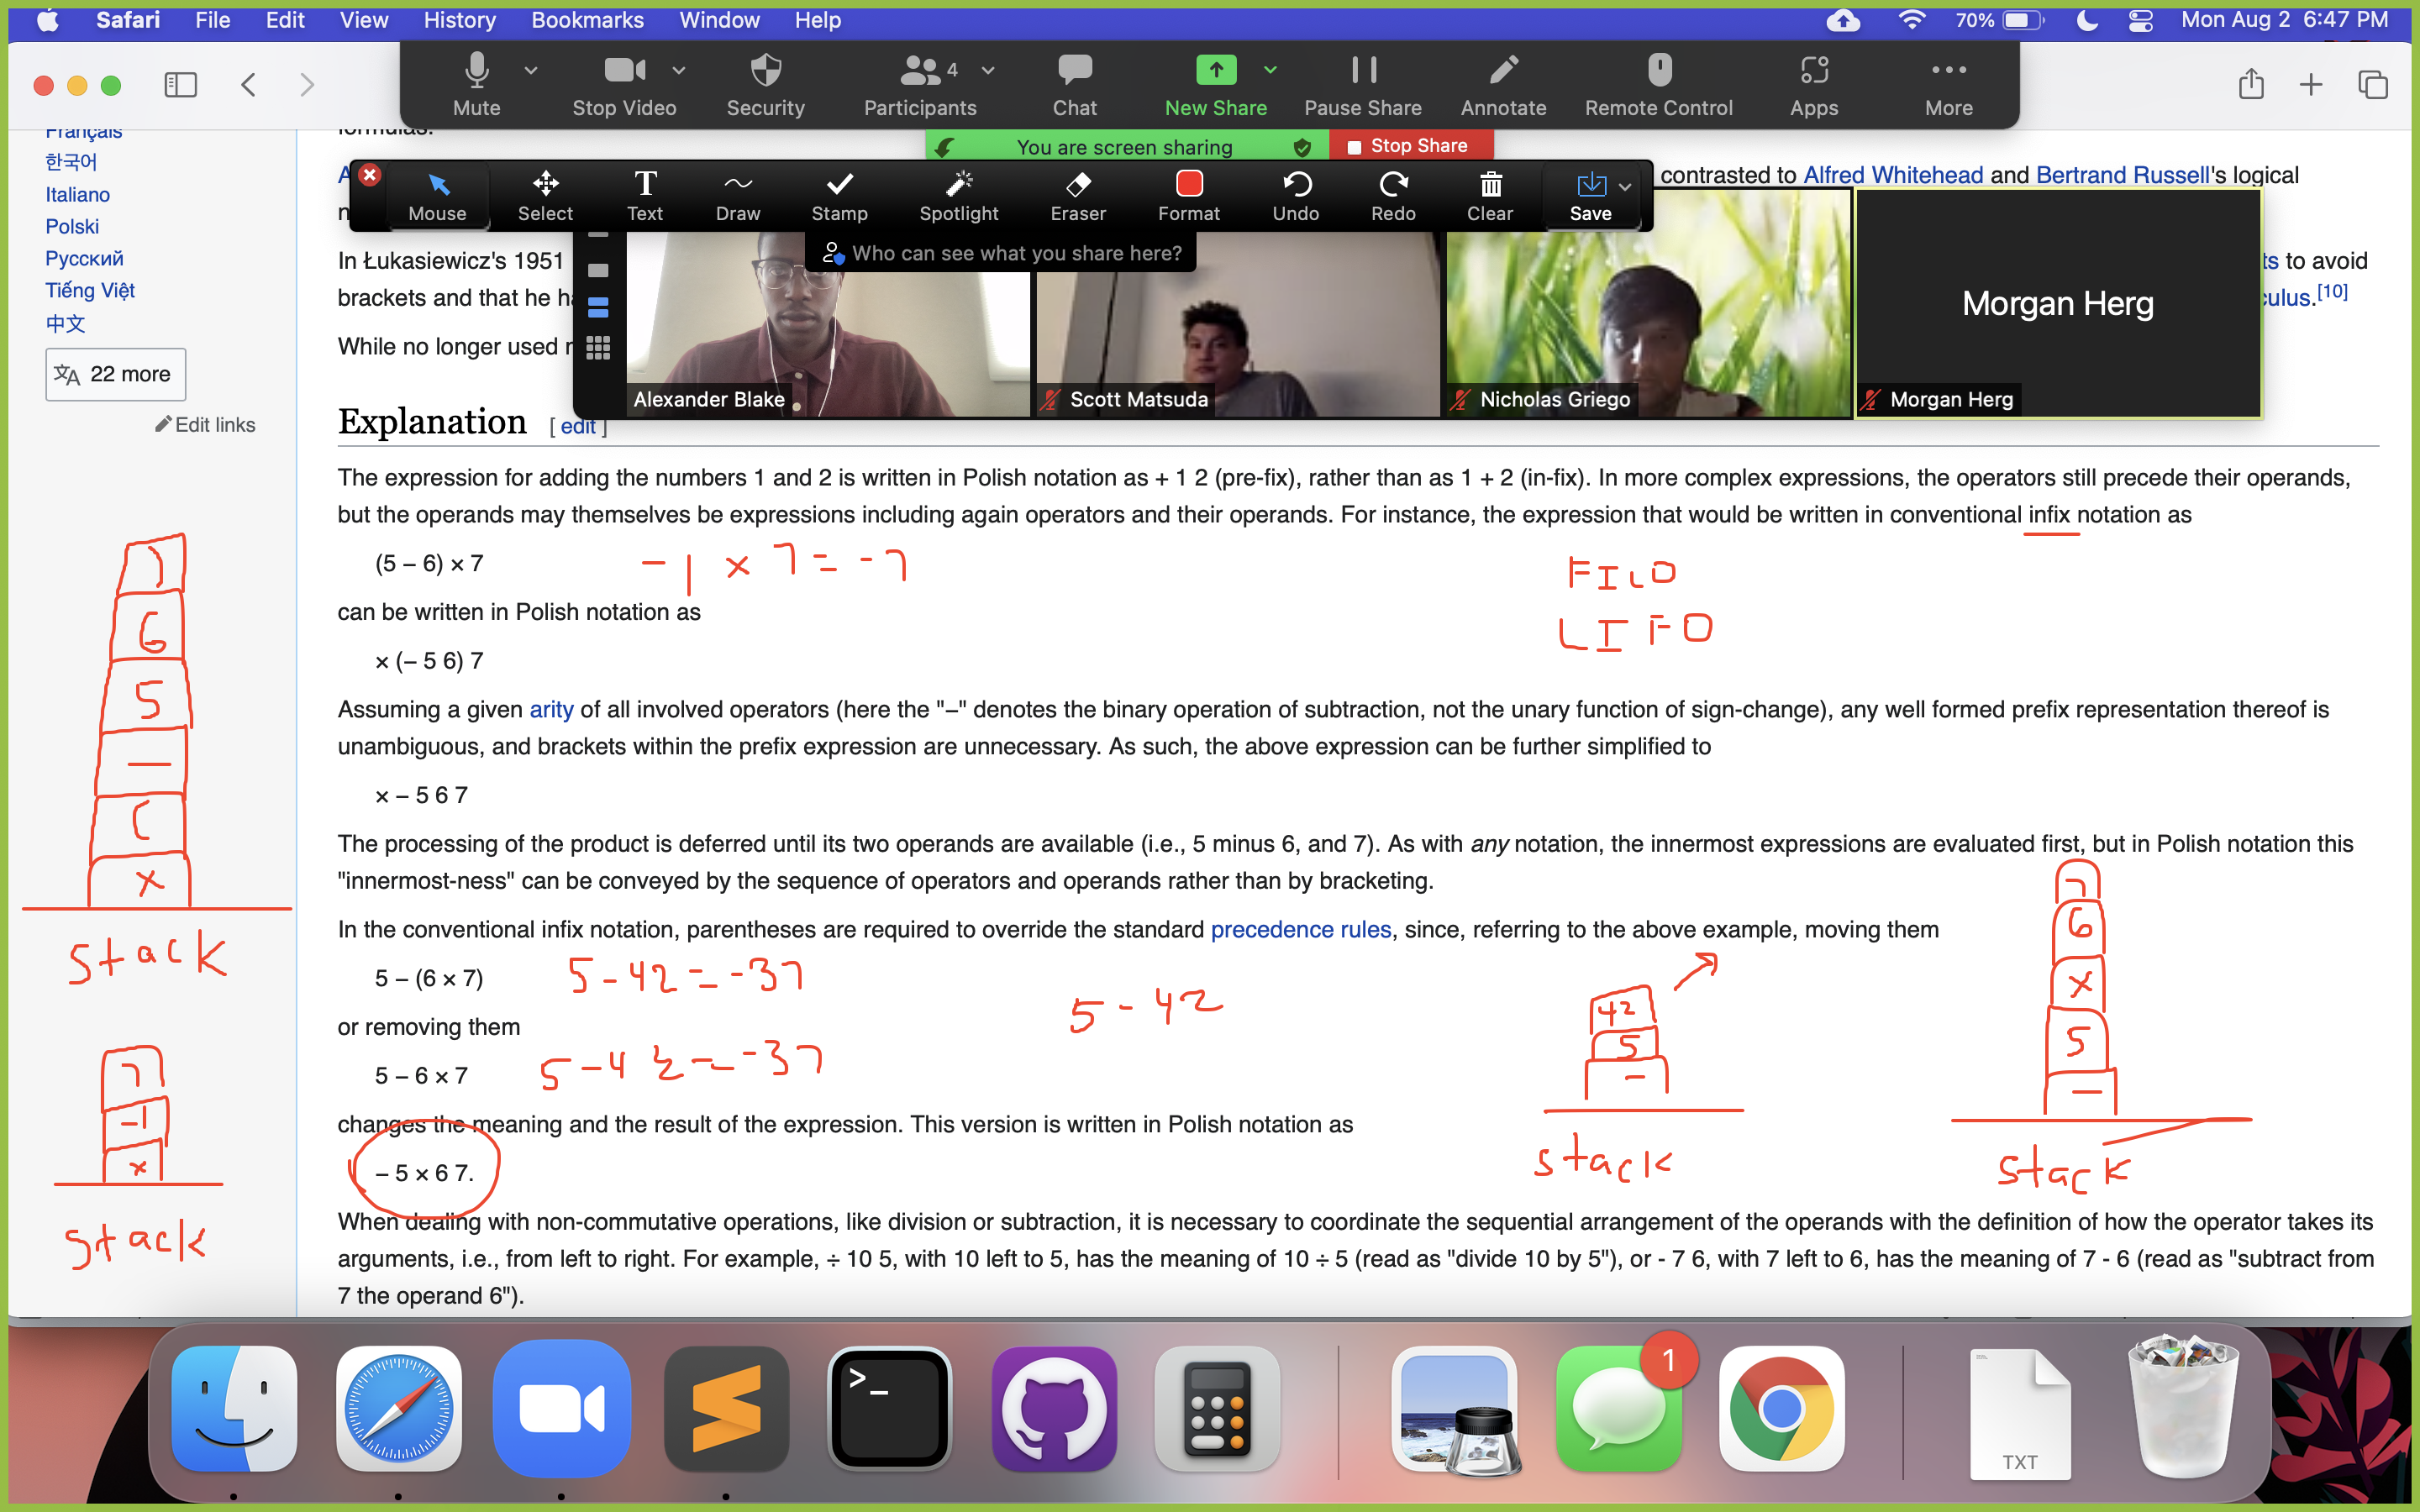 Safari File Edit View History Bookmarks Window Help 70% Mon Aug 2 6:47 PM
Mute Stop Video Security Participants 4 Chat New Share Pause Share Annotate Remote Control Apps More
You are screen sharing Stop Share
Mouse Select Text Draw Stamp Spotlight Eraser Format Undo Redo Clear Save
Who can see what you share here?
Alexander Blake
Scott Matsuda
Nicholas Griego
Morgan Herg
Morgan Herg
Français
한국어
Italiano
Polski
Русский
Tiếng Việt
中文
22 more
Edit links
)
6
5
—
(
x
stack
7
-1
x
stack
formulas.
contrasted to Alfred Whitehead and Bertrand Russell's logical
In Łukasiewicz's 1951 to avoid
brackets and that he [10]
While no longer used
Explanation [ edit ]
The expression for adding the numbers 1 and 2 is written in Polish notation as + 1 2 (pre-fix), rather than as 1 + 2 (in-fix). In more complex expressions, the operators still precede their operands,
but the operands may themselves be expressions including again operators and their operands. For instance, the expression that would be written in conventional infix notation as
(5 − 6) × 7 -1 x 7 = -7
FILO
can be written in Polish notation as
LIFO
× (− 5 6) 7
Assuming a given arity of all involved operators (here the "−" denotes the binary operation of subtraction, not the unary function of sign-change), any well formed prefix representation thereof is
unambiguous, and brackets within the prefix expression are unnecessary. As such, the above expression can be further simplified to
× − 5 6 7
The processing of the product is deferred until its two operands are available (i.e., 5 minus 6, and 7). As with any notation, the innermost expressions are evaluated first, but in Polish notation this
"innermost-ness" can be conveyed by the sequence of operators and operands rather than by bracketing.
In the conventional infix notation, parentheses are required to override the standard precedence rules, since, referring to the above example, moving them
5 − (6 × 7) 5-42=-37
5-42
or removing them
5 − 6 × 7 5-42=-37
changes the meaning and the result of the expression. This version is written in Polish notation as
− 5 × 6 7.
42
5
-
stack
7
6
x
5
—
stack
When dealing with non-commutative operations, like division or subtraction, it is necessary to coordinate the sequential arrangement of the operands with the definition of how the operator takes its
arguments, i.e., from left to right. For example, ÷ 10 5, with 10 left to 5, has the meaning of 10 ÷ 5 (read as "divide 10 by 5"), or - 7 6, with 7 left to 6, has the meaning of 7 - 6 (read as "subtract from
7 the operand 6").
1
TXT